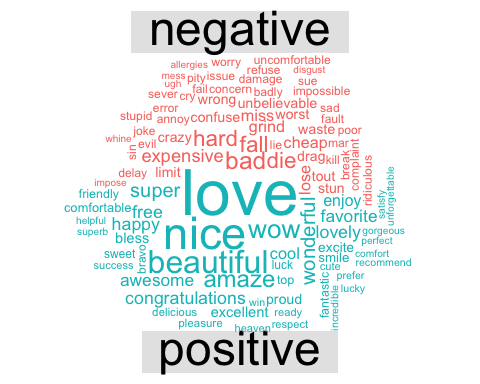 negative
allergies worry uncomfortable
mess pity issue refuse disgust
ugh fail concern damage sue
sever cry wrong badly impossible
error unbelievable
stupid annoy confuse miss worst sad
fault
joke crazy hard grind waste poor
whine evil fall lie cheap mar
sin expensive baddie drag kill break complaint
delay limit lose tout ridiculous
impose super stun
friendly love enjoy satisfy unforgettable
comfortable free wonderful favorite
helpful happy nice wow lovely gorgeous
superb bless excite perfect
sweet bravo beautiful cool smile comfort
success luck cute recommend
awesome amaze top prefer
congratulations proud fantastic lucky
win incredible
delicious excellent ready
pleasure heaven respect
positive